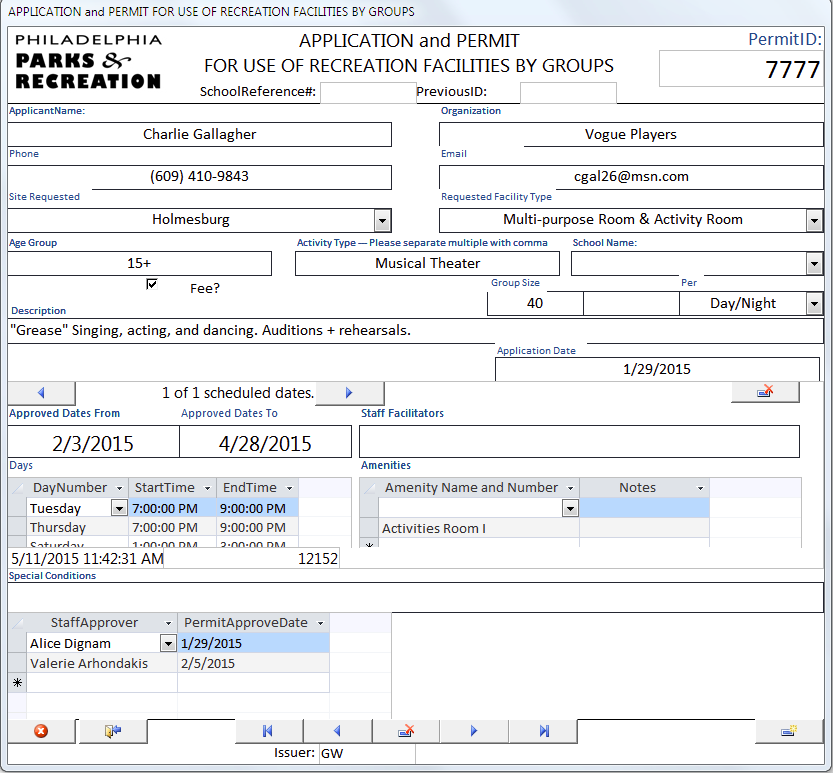 APPLICATION and PERMIT FOR USE OF RECREATION FACILITIES BY GROUPS
PHILADELPHIA
PARKS &
RECREATION
APPLICATION and PERMIT
FOR USE OF RECREATION FACILITIES BY GROUPS
PermitID:
7777
SchoolReference#: PreviousID:
ApplicantName: Organization
Charlie Gallagher Vogue Players
Phone Email
(609) 410-9843 cgal26@msn.com
Site Requested Requested Facility Type
Holmesburg Multi-purpose Room & Activity Room
Age Group Activity Type — Please separate multiple with comma School Name:
15+ Musical Theater
Fee? Group Size Per
40 Day/Night
Description
"Grease" Singing, acting, and dancing. Auditions + rehearsals.
Application Date
1/29/2015
1 of 1 scheduled dates.
Approved Dates From Approved Dates To Staff Facilitators
2/3/2015 4/28/2015
Days Amenities
DayNumber StartTime EndTime Amenity Name and Number Notes
Tuesday 7:00:00 PM 9:00:00 PM
Thursday 7:00:00 PM 9:00:00 PM Activities Room I
Saturday 1:00:00 PM 3:00:00 PM *
5/11/2015 11:42:31 AM 12152
Special Conditions
StaffApprover PermitApproveDate
Alice Dignam 1/29/2015
Valerie Arhondakis 2/5/2015
*
Issuer: GW